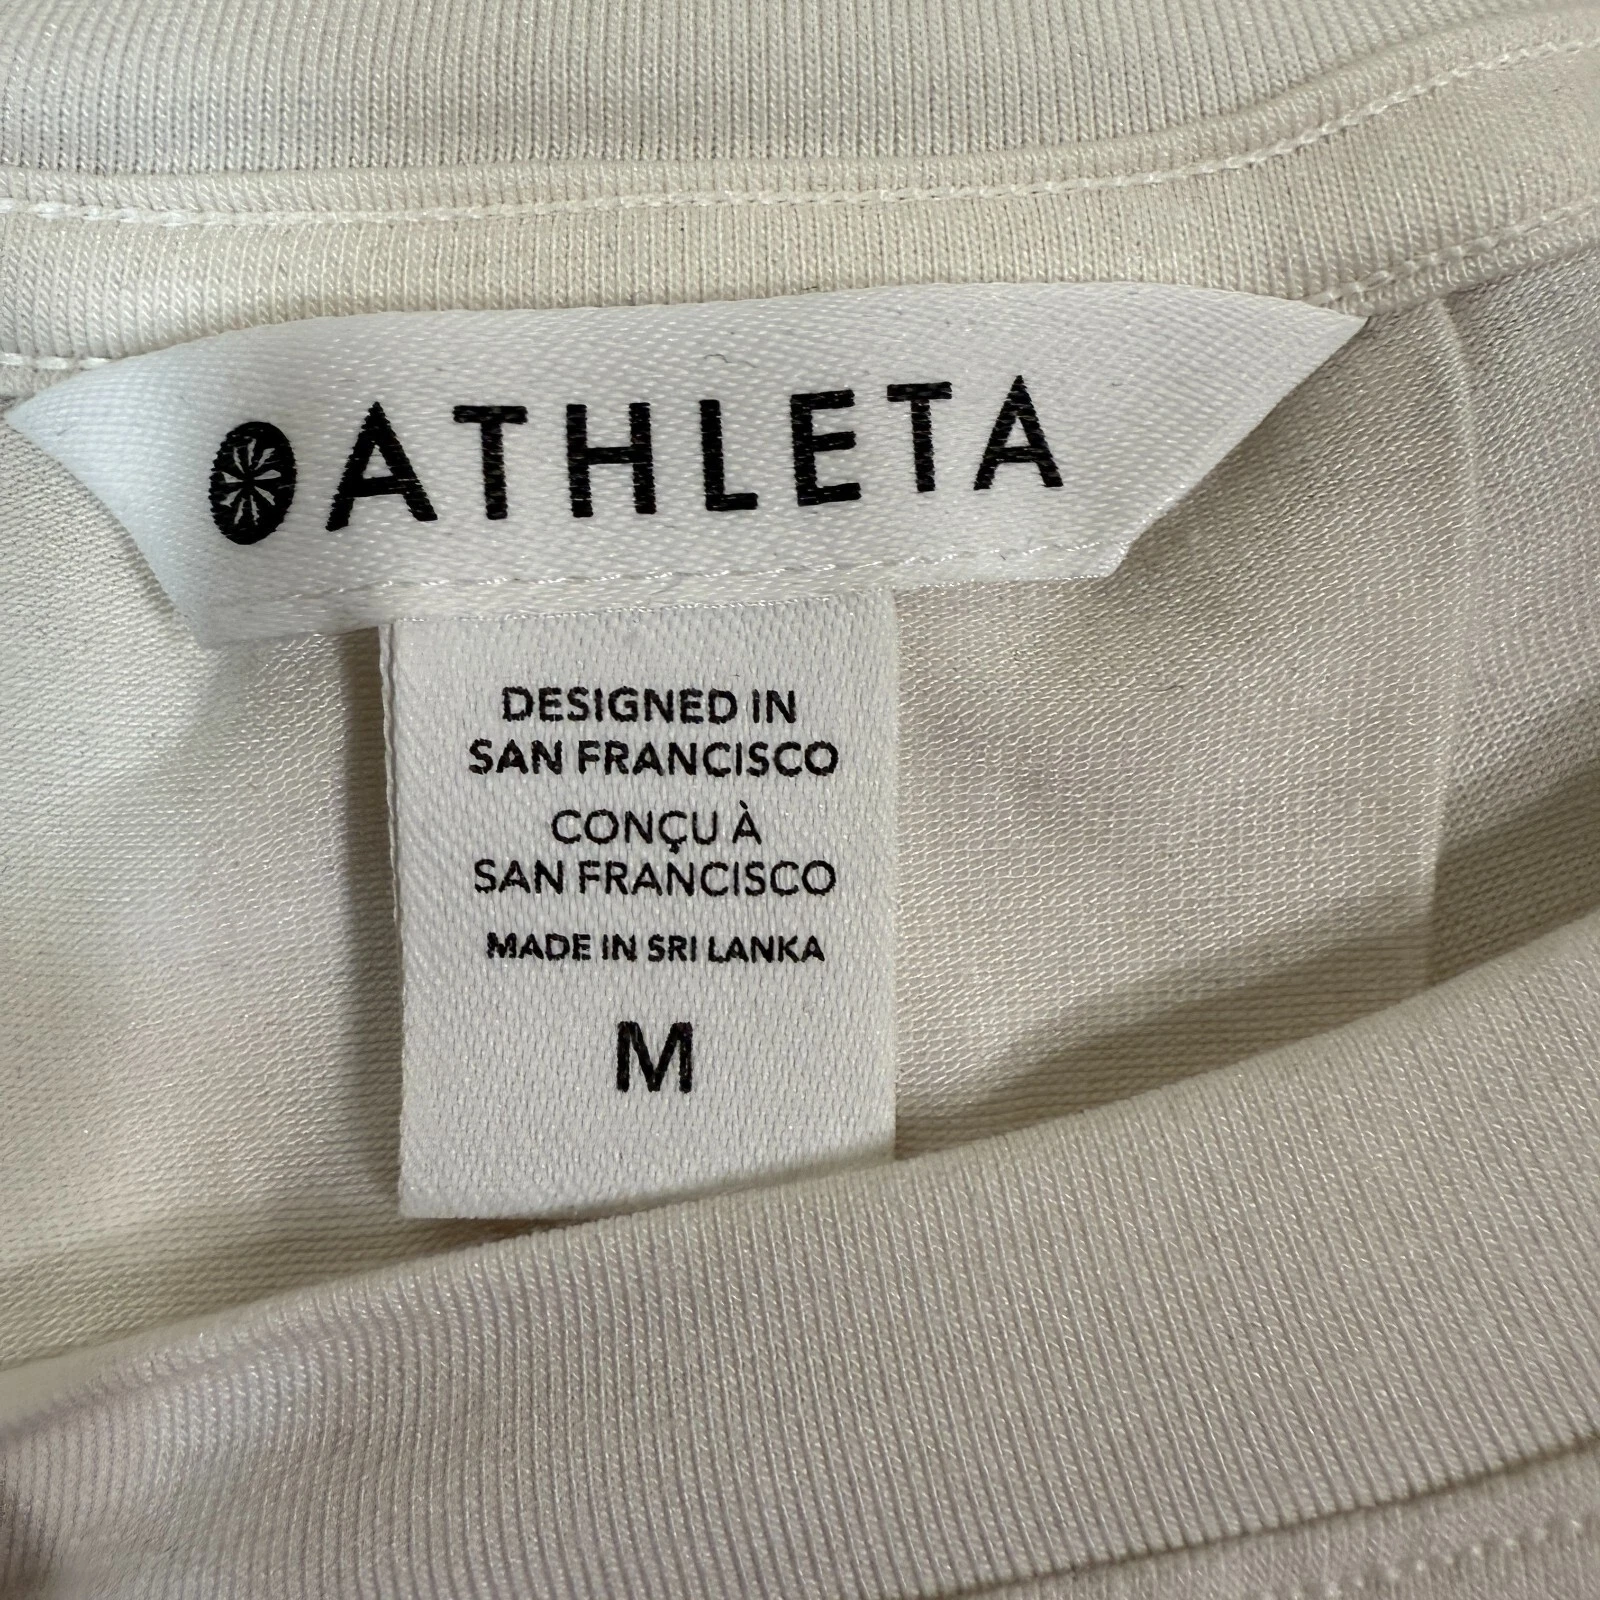 ATHLETA
DESIGNED IN
SAN FRANCISCO
CONÇU À
SAN FRANCISCO
MADE IN SRI LANKA
M